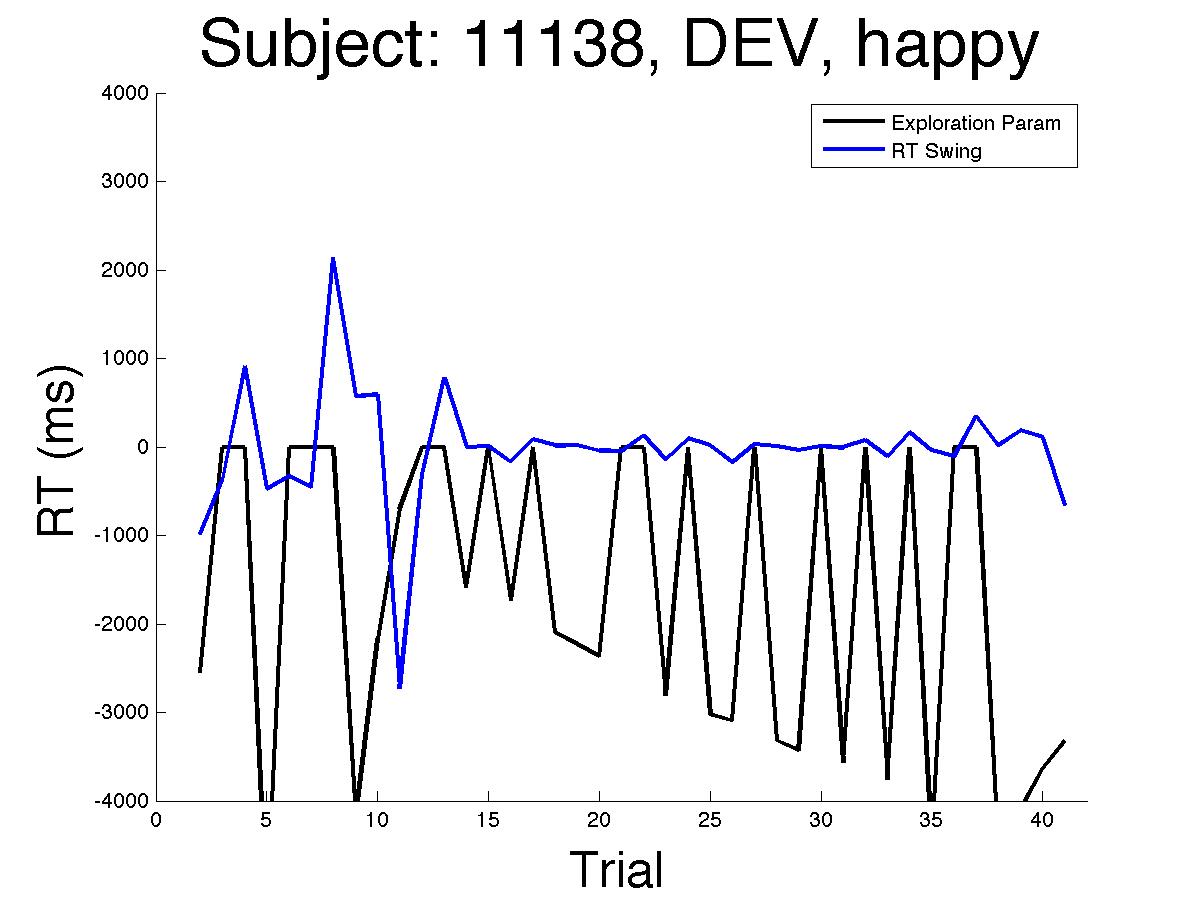 Subject: 11138, DEV, happy
Exploration Param
RT Swing
RT (ms)
4000
3000
2000
1000
0
-1000
-2000
-3000
-4000
0 5 10 15 20 25 30 35 40
Trial